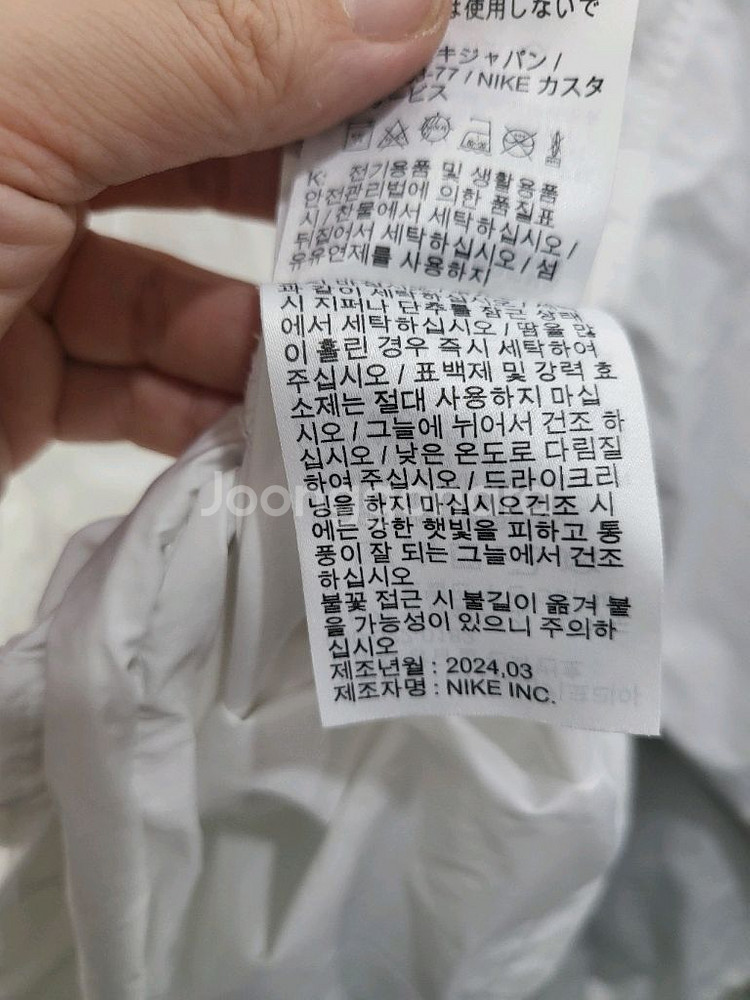 は使用しないで
キジャパン /
-77 / NIKE カスタ
ビス
K: 전기용품 및 생활용품
안전관리법에 의한 품질표
시 / 찬물에서 세탁하십시오 /
뒤집어서 세탁하십시오 / 섬
유유연제를 사용하지
시 지퍼나 단추를 잠근 상태
에서 세탁하십시오 / 땀을 많
이 흘린 경우 즉시 세탁하여
주십시오 / 표백제 및 강력 효
소제는 절대 사용하지 마십
시오 / 그늘에 뉘어서 건조 하
십시오 / 낮은 온도로 다림질
하여 주십시오 / 드라이크리
닝을 하지 마십시오건조 시
에는 강한 햇빛을 피하고 통
풍이 잘 되는 그늘에서 건조
하십시오
불꽃 접근 시 불길이 옮겨 붙
을 가능성이 있으니 주의하
십시오
제조년월 : 2024.03
제조자명 : NIKE INC.